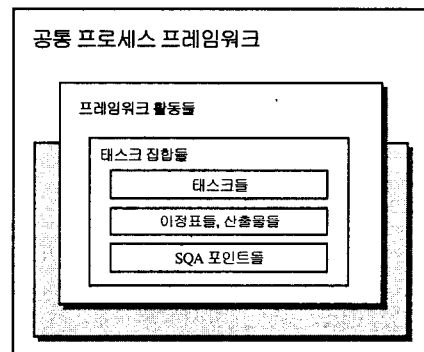 공통 프로세스 프레임워크
프레임워크 활동들
태스크 집합들
태스크들
이정표들, 산출물들
SQA 포인트들